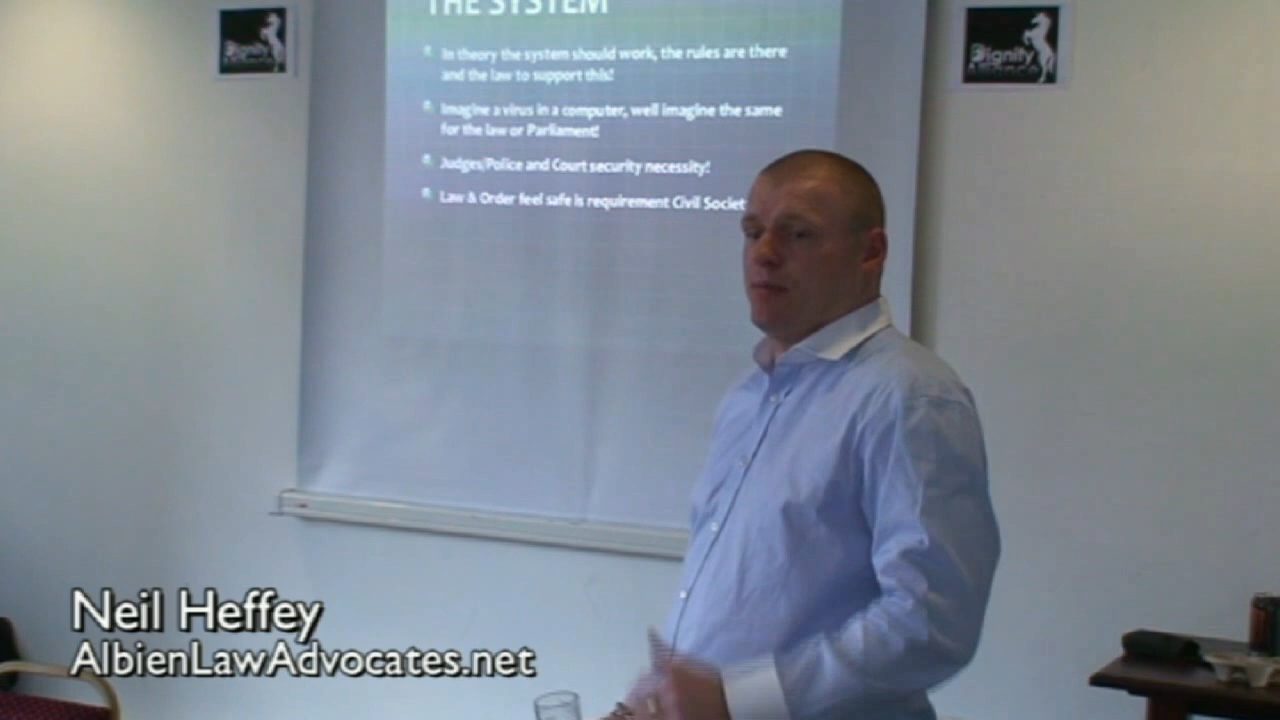 THE SYSTEM
Dignity
Dignity
In theory the system should work, the rules are there
and the law to support this!
Imagine a virus in a computer, well imagine the same
for the law or Parliament!
Judges/Police and Court security necessity!
Law & Order feel safe is requirement Civil Societ
Neil Heffey
AlbienLawAdvocates.net